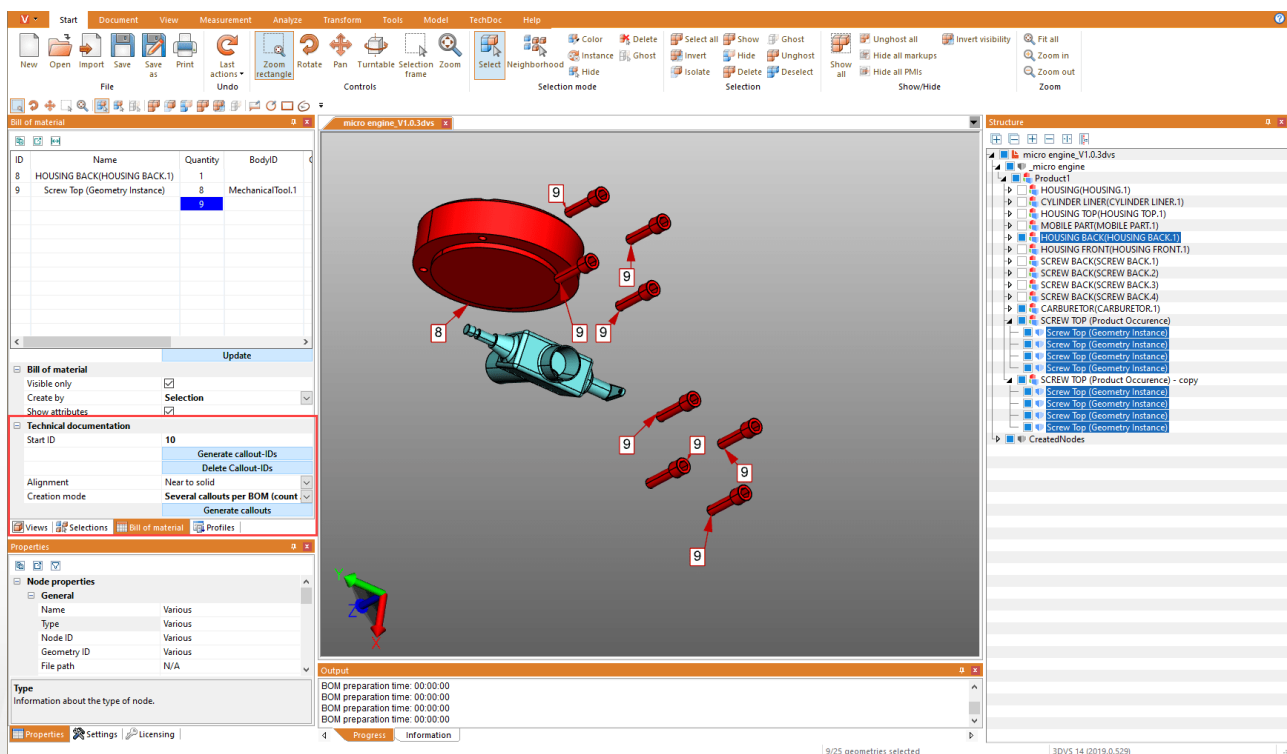 V Start Document View Measurement Analyze Transform Tools Model TechDoc Help
New Open Import Save Save as Print Last actions Zoom rectangle Rotate Pan Turntable Selection frame Zoom Select Neighborhood
Color Delete
Instance Ghost
Hide
Select all Show Ghost
Invert Hide Unghost
Isolate Delete Deselect
Show all
Unghost all Invert visibility
Hide all markups
Hide all PMIs
Fit all
Zoom in
Zoom out
File Undo Controls Selection mode Selection Show/Hide Zoom
Bill of material
ID Name Quantity BodyID
8 HOUSING BACK(HOUSING BACK.1) 1
9 Screw Top (Geometry Instance) 8 MechanicalTool.1
9
Update
Bill of material
Visible only
Create by Selection
Show attributes
Technical documentation
Start ID 10
Generate callout-IDs
Delete Callout-IDs
Alignment Near to solid
Creation mode Several callouts per BOM (count
Generate callouts
Views Selections Bill of material Profiles
Properties
Node properties
General
Name Various
Type Various
Node ID Various
Geometry ID Various
File path N/A
Type
Information about the type of node.
Properties Settings Licensing
micro engine_V1.0.3dvs
9
9
8
9
9
9
9
9
9
Y
Z
X
Output
BOM preparation time: 00:00:00
BOM preparation time: 00:00:00
BOM preparation time: 00:00:00
BOM preparation time: 00:00:00
Progress Information
Structure
micro engine_V1.0.3dvs
_micro engine
Product1
HOUSING(HOUSING.1)
CYLINDER LINER(CYLINDER LINER.1)
HOUSING TOP(HOUSING TOP.1)
MOBILE PART(MOBILE PART.1)
HOUSING BACK(HOUSING BACK.1)
HOUSING FRONT(HOUSING FRONT.1)
SCREW BACK(SCREW BACK.1)
SCREW BACK(SCREW BACK.2)
SCREW BACK(SCREW BACK.3)
SCREW BACK(SCREW BACK.4)
CARBURETOR(CARBURETOR.1)
SCREW TOP (Product Occurence)
Screw Top (Geometry Instance)
Screw Top (Geometry Instance)
Screw Top (Geometry Instance)
Screw Top (Geometry Instance)
SCREW TOP (Product Occurence) - copy
Screw Top (Geometry Instance)
Screw Top (Geometry Instance)
Screw Top (Geometry Instance)
Screw Top (Geometry Instance)
CreatedNodes
9/25 geometries selected
3DVS 14 (2019.0.529)